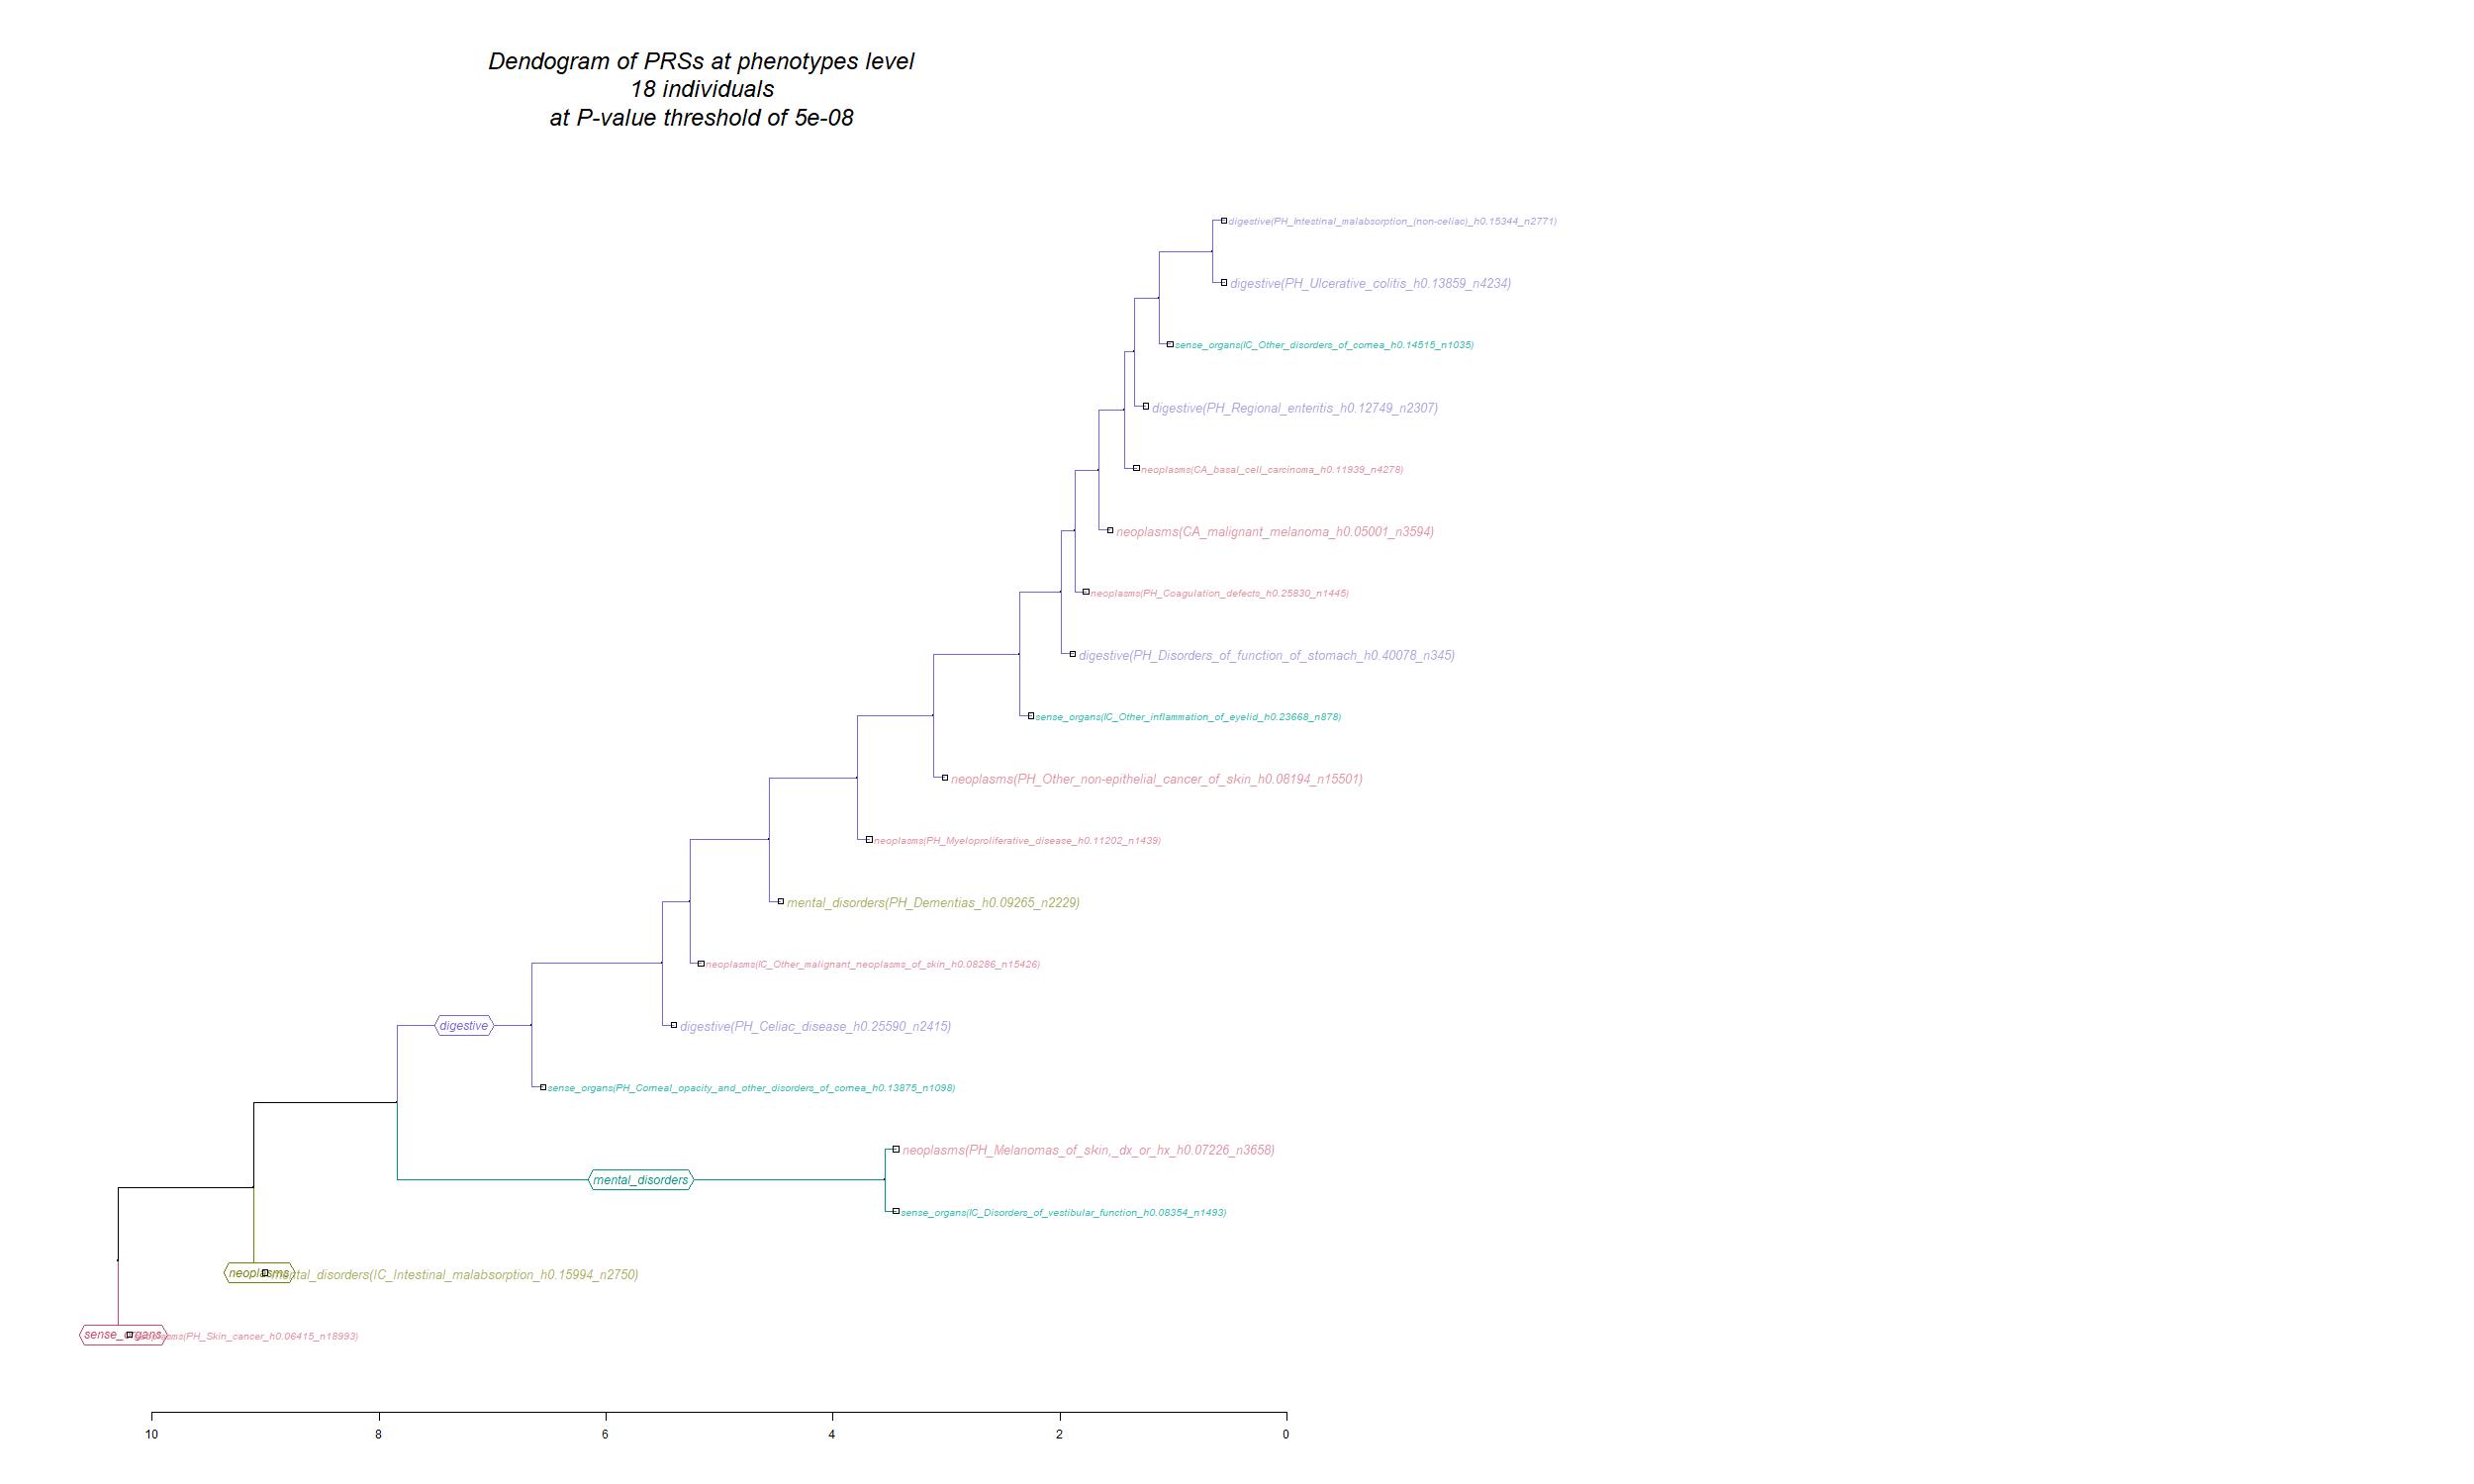 Dendogram of PRSs at phenotypes level
18 individuals
at P-value threshold of 5e-08
digestive(PH_Intestinal_malabsorption_(non-celiac)_h0.15344_n2771)
digestive(PH_Ulcerative_colitis_h0.13859_n4234)
sense_organs(IC_Other_disorders_of_cornea_h0.14515_n1035)
digestive(PH_Regional_enteritis_h0.12749_n2307)
neoplasms(CA_basal_cell_carcinoma_h0.11939_n4278)
neoplasms(CA_malignant_melanoma_h0.05001_n3594)
neoplasms(PH_Coagulation_defects_h0.25830_n1445)
digestive(PH_Disorders_of_function_of_stomach_h0.40078_n345)
sense_organs(IC_Other_inflammation_of_eyelid_h0.23668_n878)
neoplasms(PH_Other_non-epithelial_cancer_of_skin_h0.08194_n15501)
neoplasms(PH_Myeloproliferative_disease_h0.11202_n1439)
mental_disorders(PH_Dementias_h0.09265_n2229)
neoplasms(IC_Other_malignant_neoplasms_of_skin_h0.08286_n15426)
digestive
digestive(PH_Celiac_disease_h0.25590_n2415)
sense_organs(PH_Corneal_opacity_and_other_disorders_of_cornea_h0.13875_n1098)
neoplasms(PH_Melanomas_of_skin,_dx_or_hx_h0.07226_n3658)
mental_disorders
sense_organs(IC_Disorders_of_vestibular_function_h0.08354_n1493)
neoplasms mental_disorders(IC_Intestinal_malabsorption_h0.15994_n2750)
sense_organs neoplasms(PH_Skin_cancer_h0.06415_n18993)
10 8 6 4 2 0